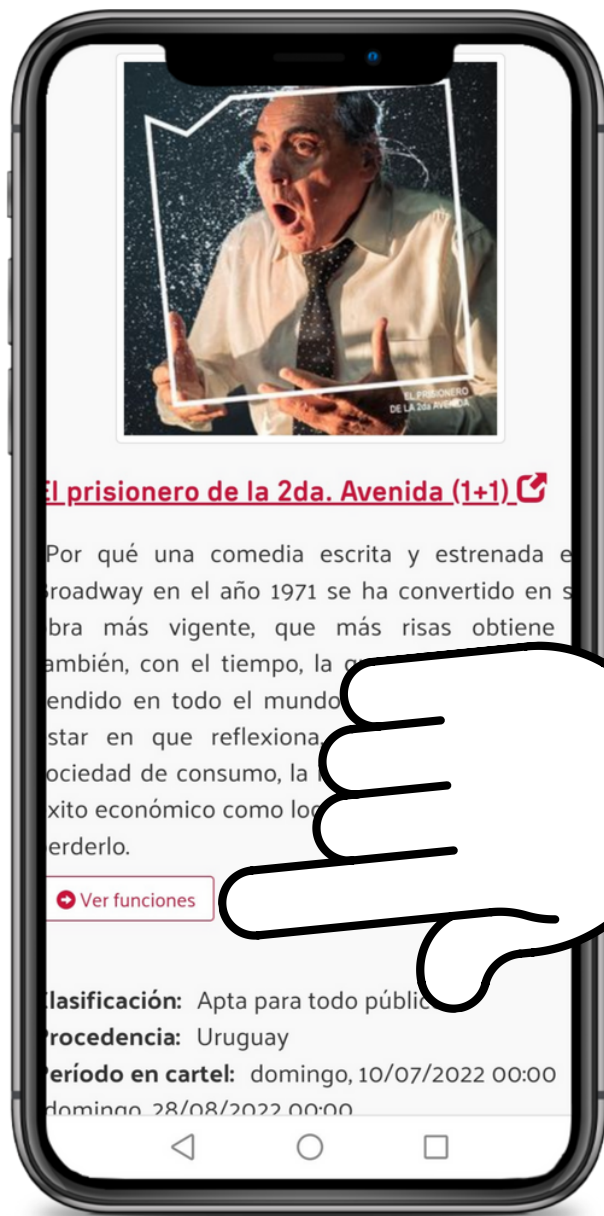 EL PRISIONERO
DE LA 2da AVENIDA
El prisionero de la 2da. Avenida (1+1)
Por qué una comedia escrita y estrenada e
roadway en el año 1971 se ha convertido en s
bra más vigente, que más risas obtiene
ambién, con el tiempo, la
endido en todo el mundo
star en que reflexiona,
ociedad de consumo, la
xito económico como
erderlo.
Ver funciones
lasificación: Apta para todo públic
rocedencia: Uruguay
eríodo en cartel: domingo, 10/07/2022 00:00
domingo, 28/08/2022 00:00